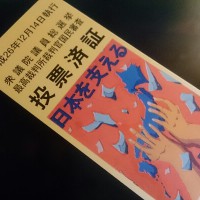 成26年12月14日執行
衆議院議員総選挙
最高裁判所裁判官国民審査
投票済証
日本を支える